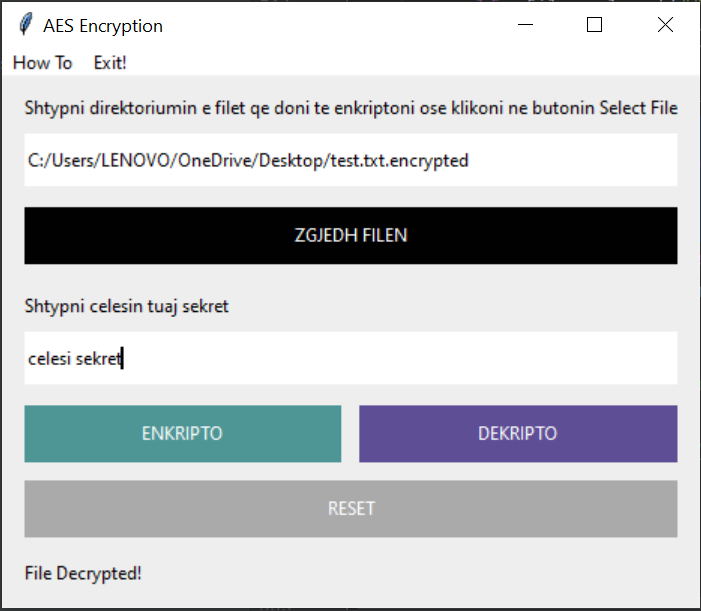 AES Encryption
How To Exit!
Shtypni direktoriumin e filet qe doni te enkriptoni ose klikoni ne butonin Select File
C:/Users/LENOVO/OneDrive/Desktop/test.txt.encrypted
ZGJEDH FILEN
Shtypni celesin tuaj sekret
celesi sekret
ENKRIPTO DEKRIPTO
RESET
File Decrypted!